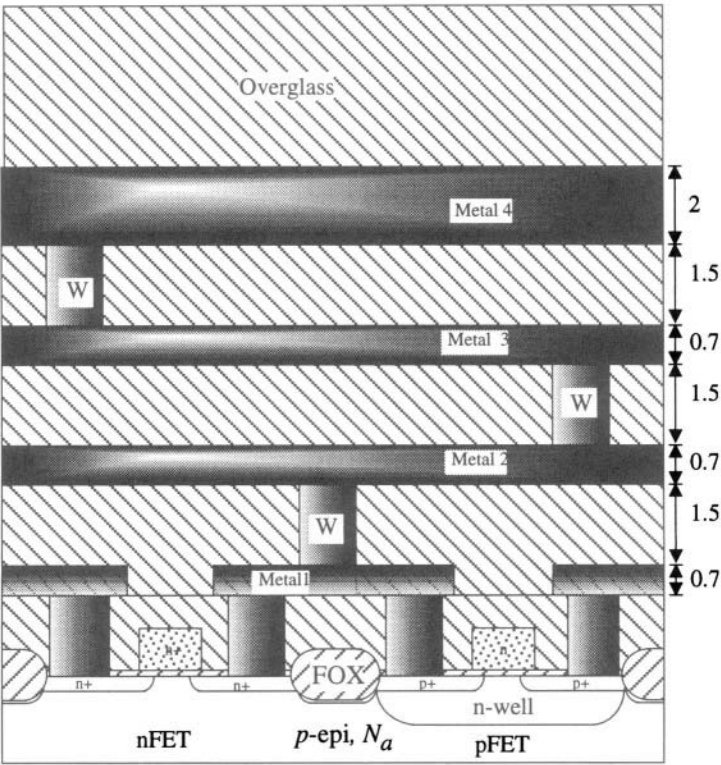 Overglass
Metal 4
2
W
1.5
Metal 3
0.7
W
1.5
Metal 2
0.7
W
1.5
Metal1
0.7
n+
n
n+
n+
FOX
p+
p+
n-well
nFET
p-epi, Na
pFET